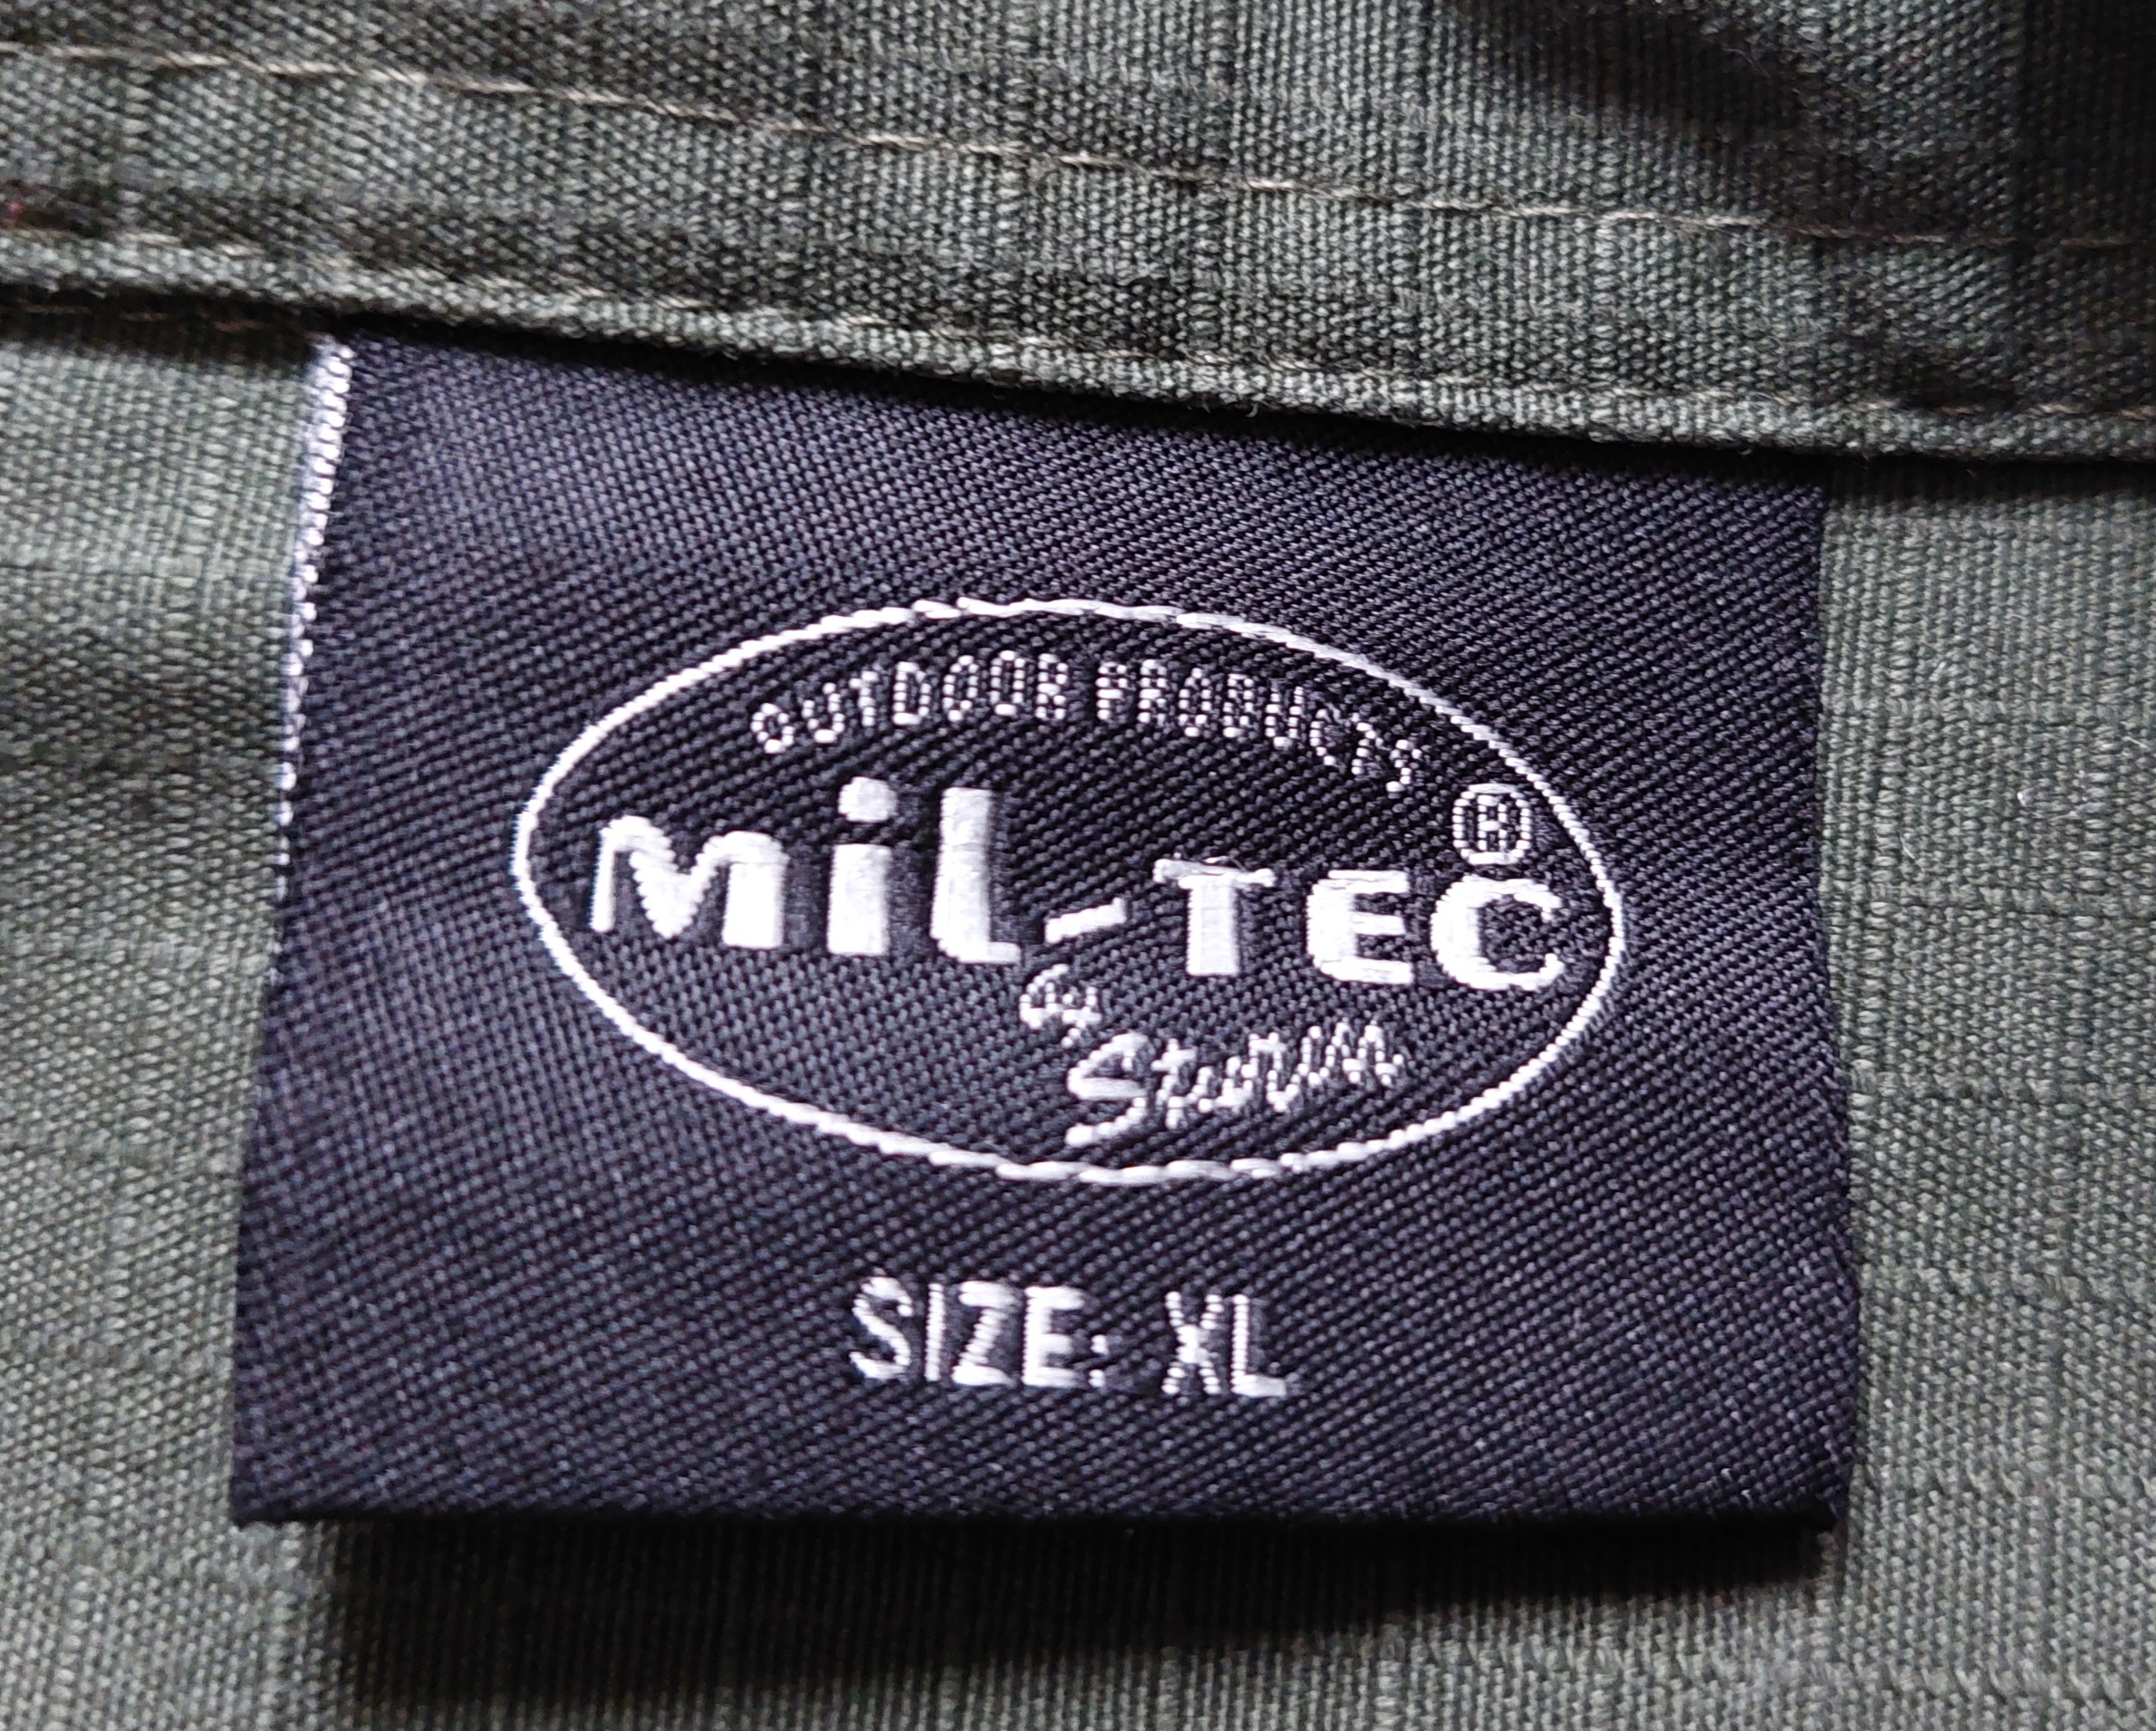 OUTDOOR PRODUCTS
MiL-TEC®
by
Sturm
SIZE: XL